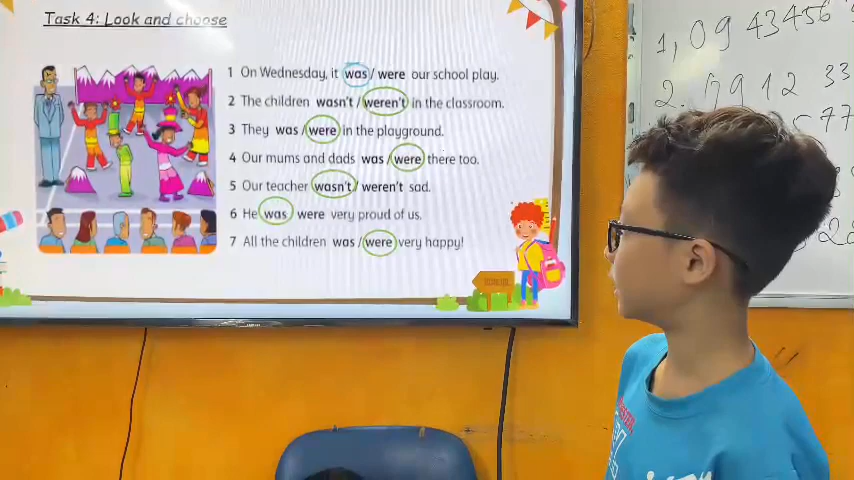 Task 4: Look and choose
1 On Wednesday, it was / were our school play.
2 The children wasn't / weren't in the classroom.
3 They was / were in the playground.
4 Our mums and dads was / were there too.
5 Our teacher wasn't / weren't sad.
6 He was were very proud of us.
7 All the children was / were very happy!
1, 09 43456
2. 7912 33